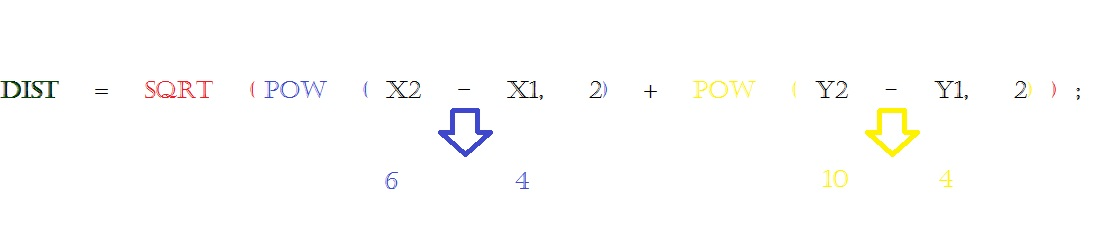 DIST = SQRT (POW (X2 - X1, 2) + POW (Y2 - Y1, 2) ) ;
6 4 10 4